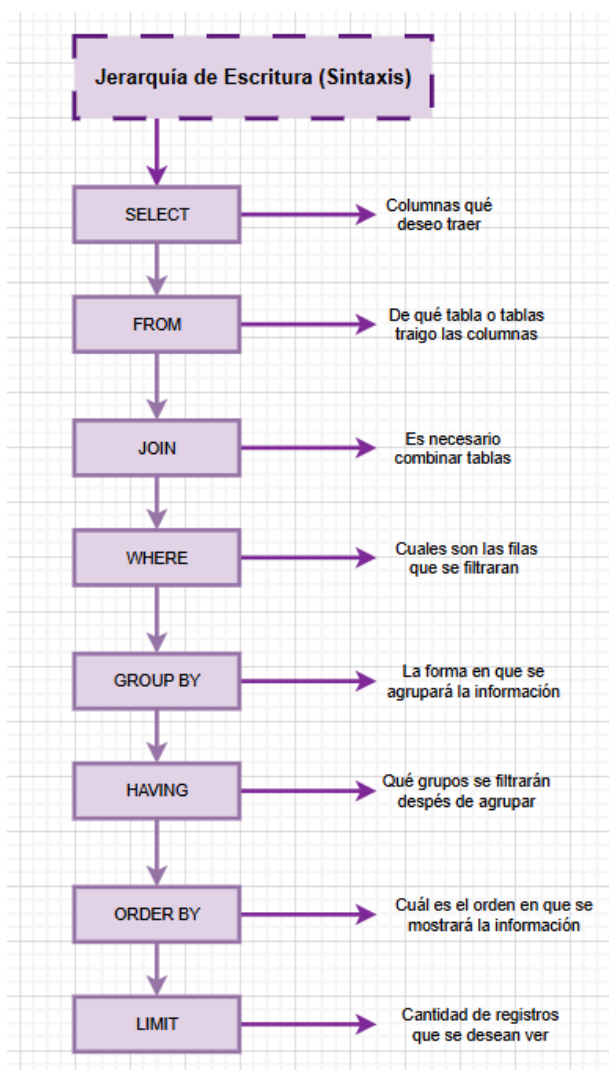 Jerarquía de Escritura (Sintaxis)
SELECT
Columnas qué
deseo traer
FROM
De qué tabla o tablas
traigo las columnas
JOIN
Es necesario
combinar tablas
WHERE
Cuales son las filas
que se filtraran
GROUP BY
La forma en que se
agrupará la información
HAVING
Qué grupos se filtrarán
despés de agrupar
ORDER BY
Cuál es el orden en que se
mostrará la información
LIMIT
Cantidad de registros
que se desean ver